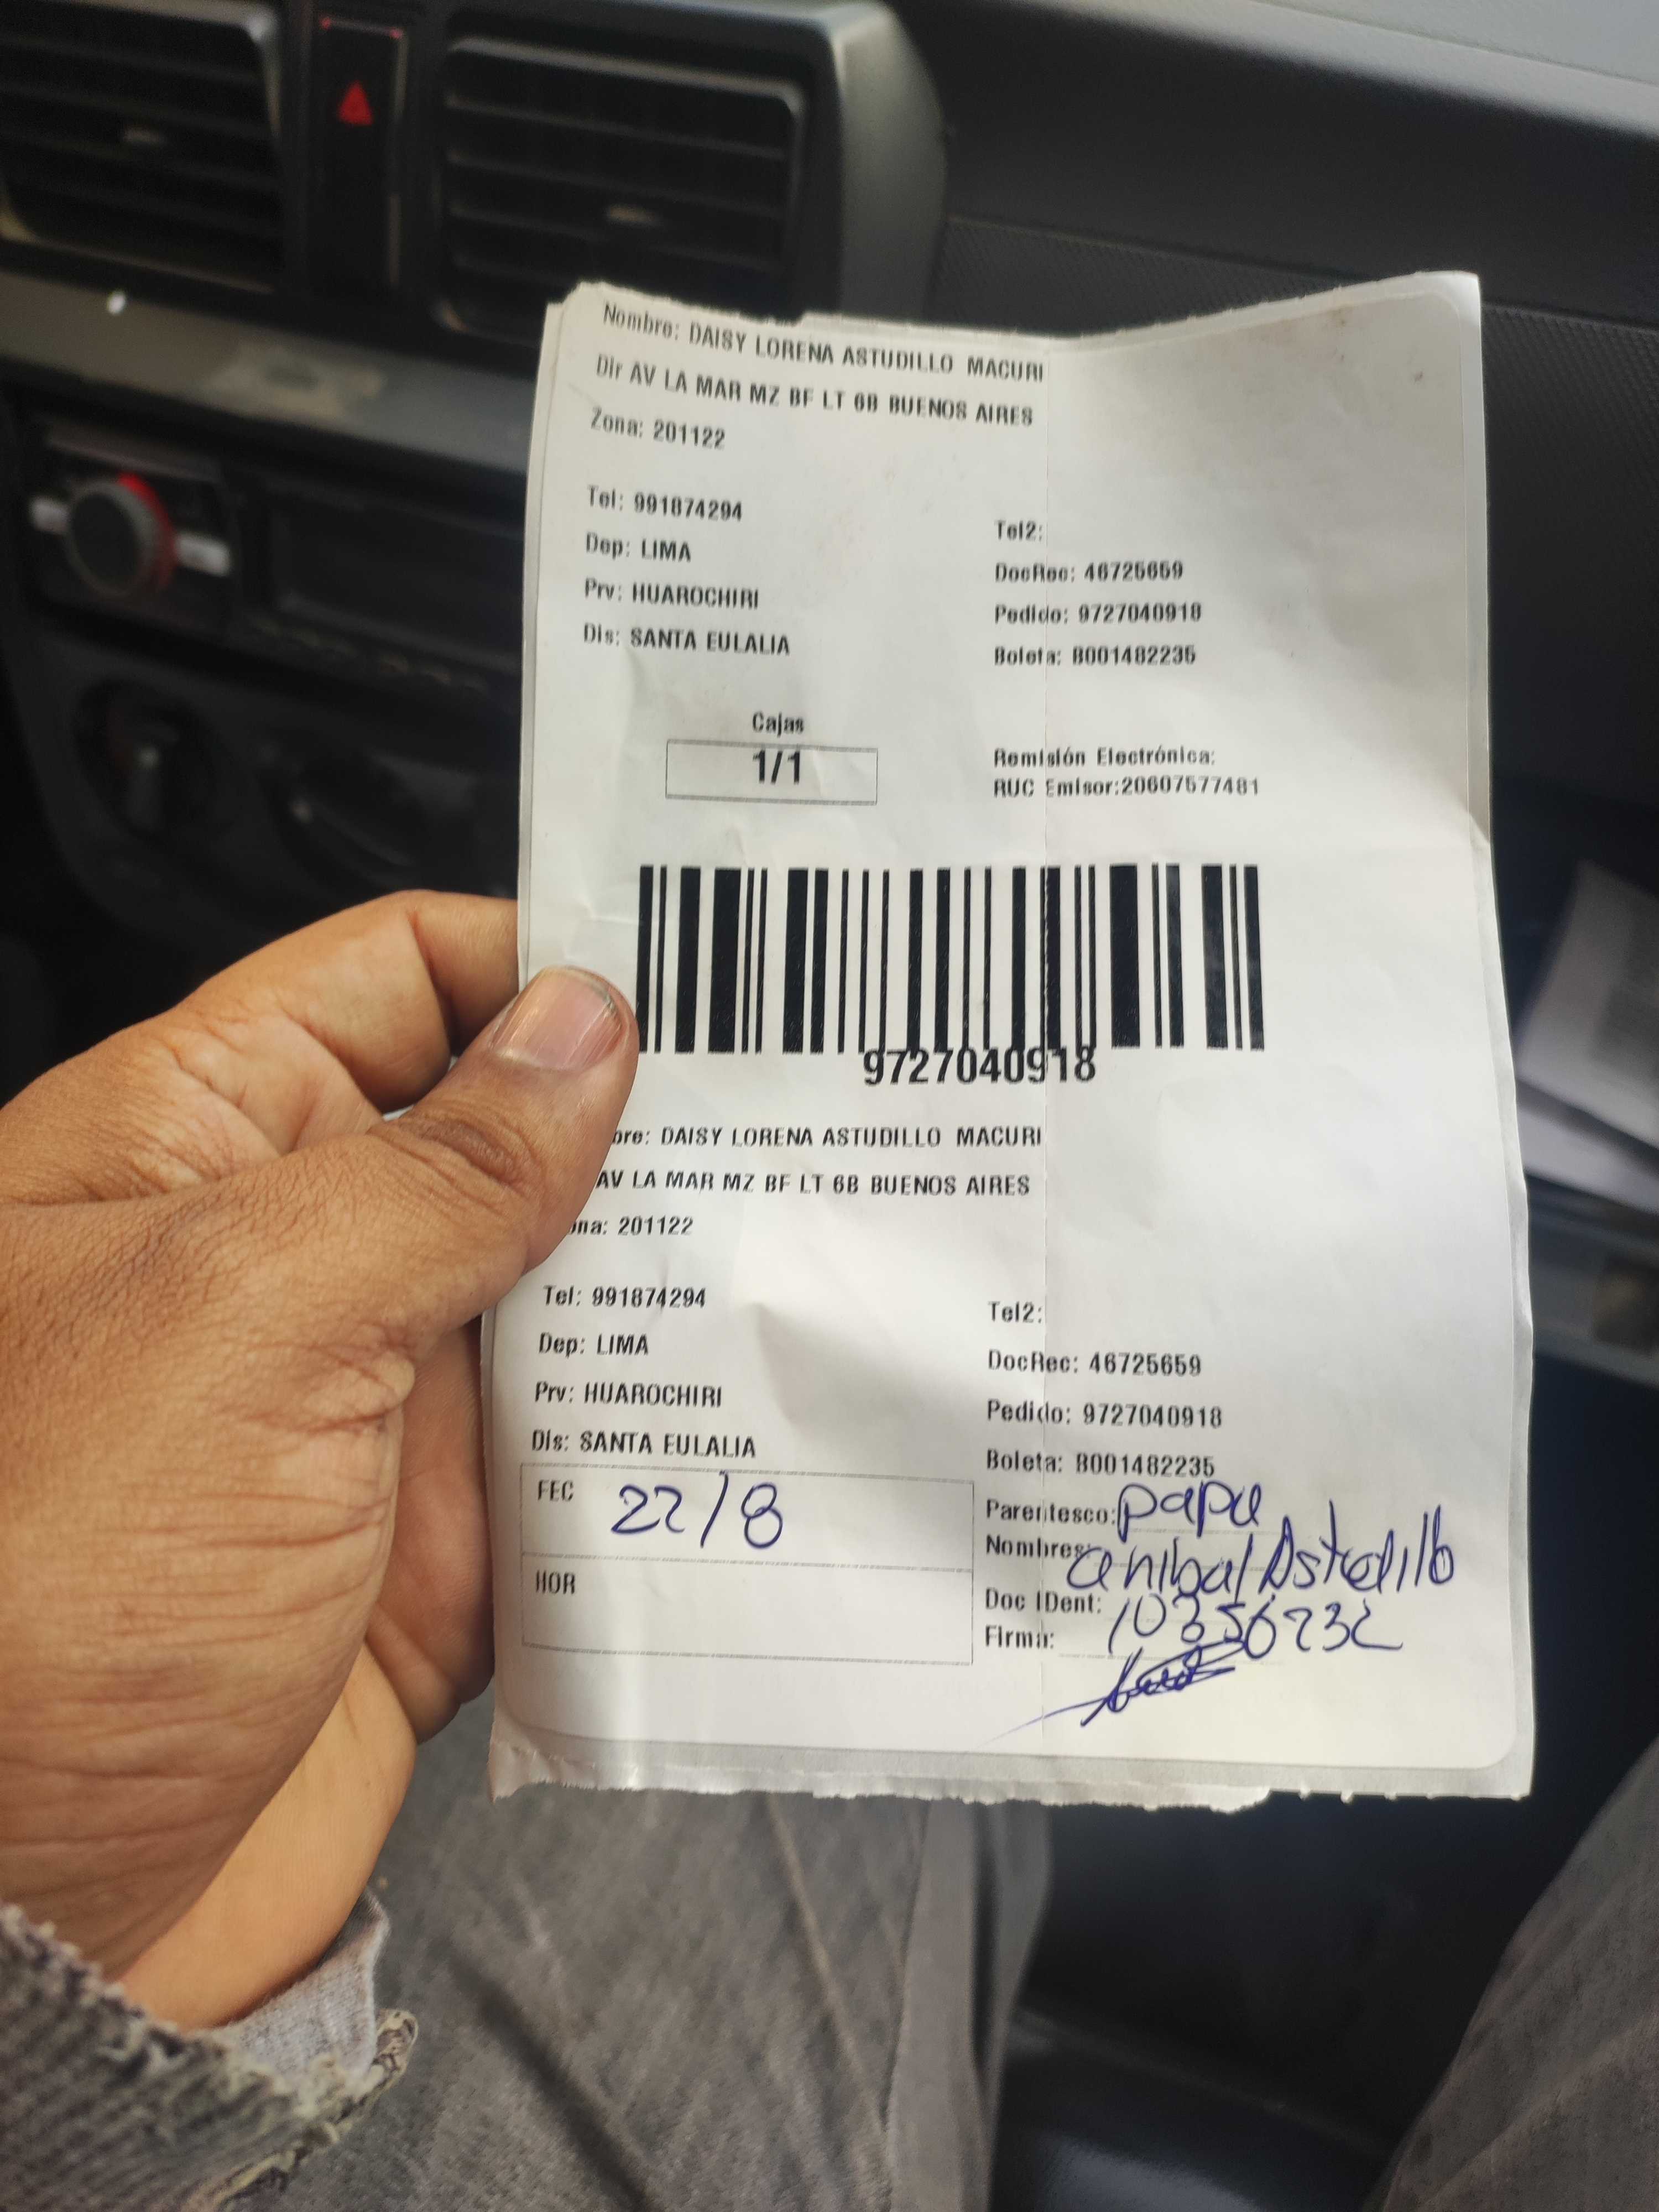 Nombre: DAISY LORENA ASTUDILLO MACURI
Dir AV LA MAR MZ BF LT 6B BUENOS AIRES
Zona: 201122
Tel: 991874294
Tel2:
Dep: LIMA
DocRec: 46725659
Prv: HUAROCHIRI
Pedido: 9727040918
Dis: SANTA EULALIA
Boleta: B001482235
Cajas
1/1
Remisión Electrónica:
RUC Emisor:20607577481
9727040918
bre: DAISY LORENA ASTUDILLO MACURI
AV LA MAR MZ BF LT 6B BUENOS AIRES
ona: 201122
Tel: 991874294
Tel2:
Dep: LIMA
DocRec: 46725659
Prv: HUAROCHIRI
Pedido: 9727040918
Dis: SANTA EULALIA
Boleta: B001482235
FEC 22/8
Parentesco: papa
Nombres: anibal Astudillo
HOR
Doc IDent: 10356232
Firma: